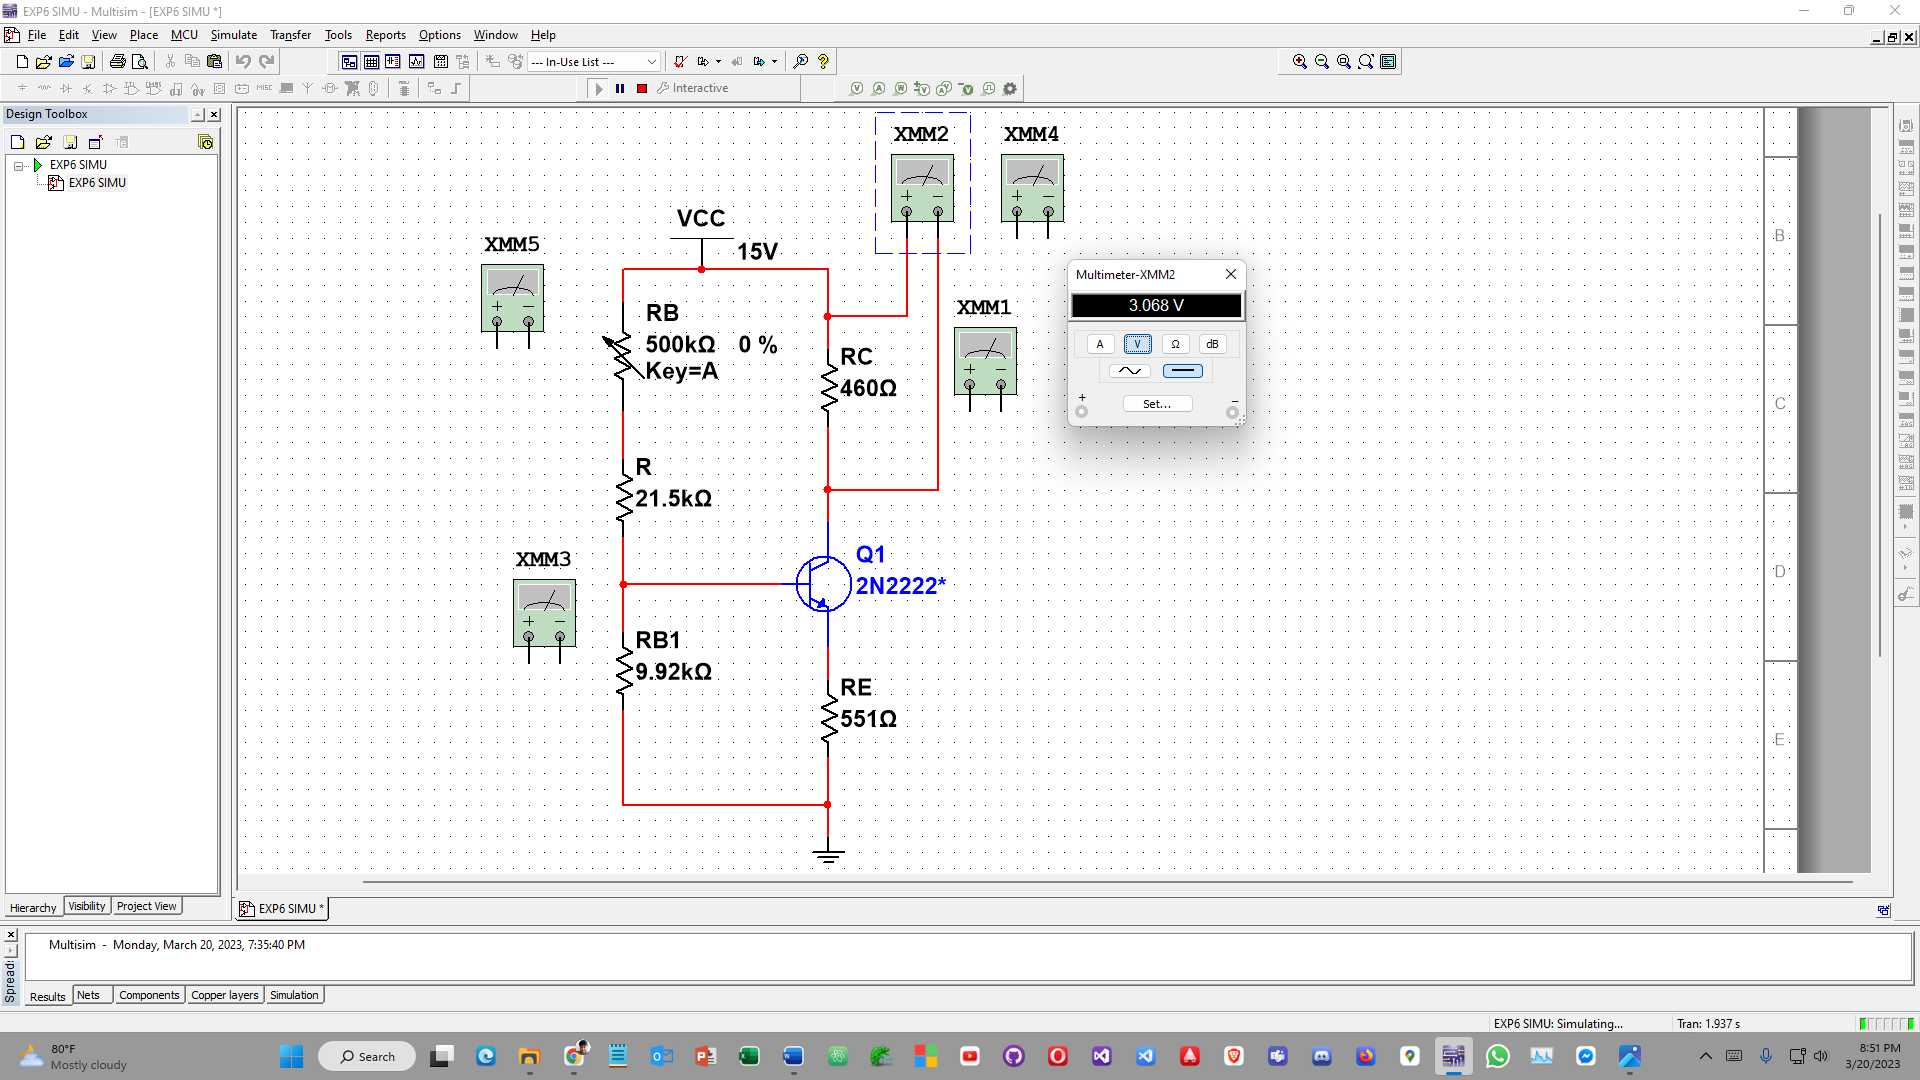 EXP6 SIMU - Multisim - [EXP6 SIMU *]
File Edit View Place MCU Simulate Transfer Tools Reports Options Window Help
--- In-Use List ---
Interactive
Design Toolbox
EXP6 SIMU
EXP6 SIMU
XMM2
XMM4
VCC
15V
XMM5
RB
500kΩ 0 %
Key=A
XMM1
RC
460Ω
Multimeter-XMM2
3.068 V
A V Ω dB
Set...
+ −
R
21.5kΩ
XMM3
Q1
2N2222*
RB1
9.92kΩ
RE
551Ω
B
C
D
E
Hierarchy Visibility Project View
EXP6 SIMU *
Multisim - Monday, March 20, 2023, 7:35:40 PM
Results Nets Components Copper layers Simulation
EXP6 SIMU: Simulating... Tran: 1.937 s
80°F
Mostly cloudy
Search
8:51 PM
3/20/2023